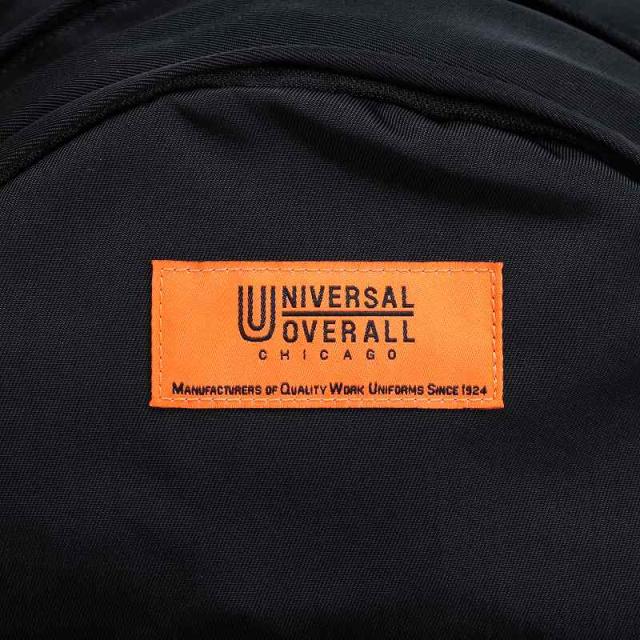 UNIVERSAL
OVERALL
CHICAGO
MANUFACTURERS OF QUALITY WORK UNIFORMS SINCE 1924